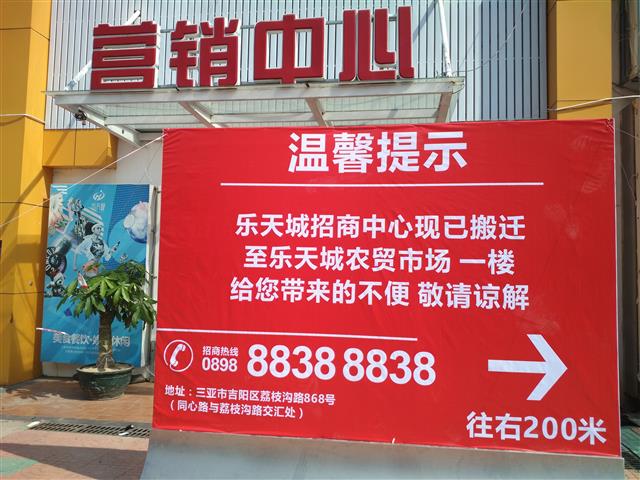 营销中心
温馨提示
乐天城招商中心现已搬迁
至乐天城农贸市场 一楼
给您带来的不便 敬请谅解
招商热线
0898 8838 8838
地址：三亚市吉阳区荔枝沟路868号
（同心路与荔枝沟路交汇处）
往右200米